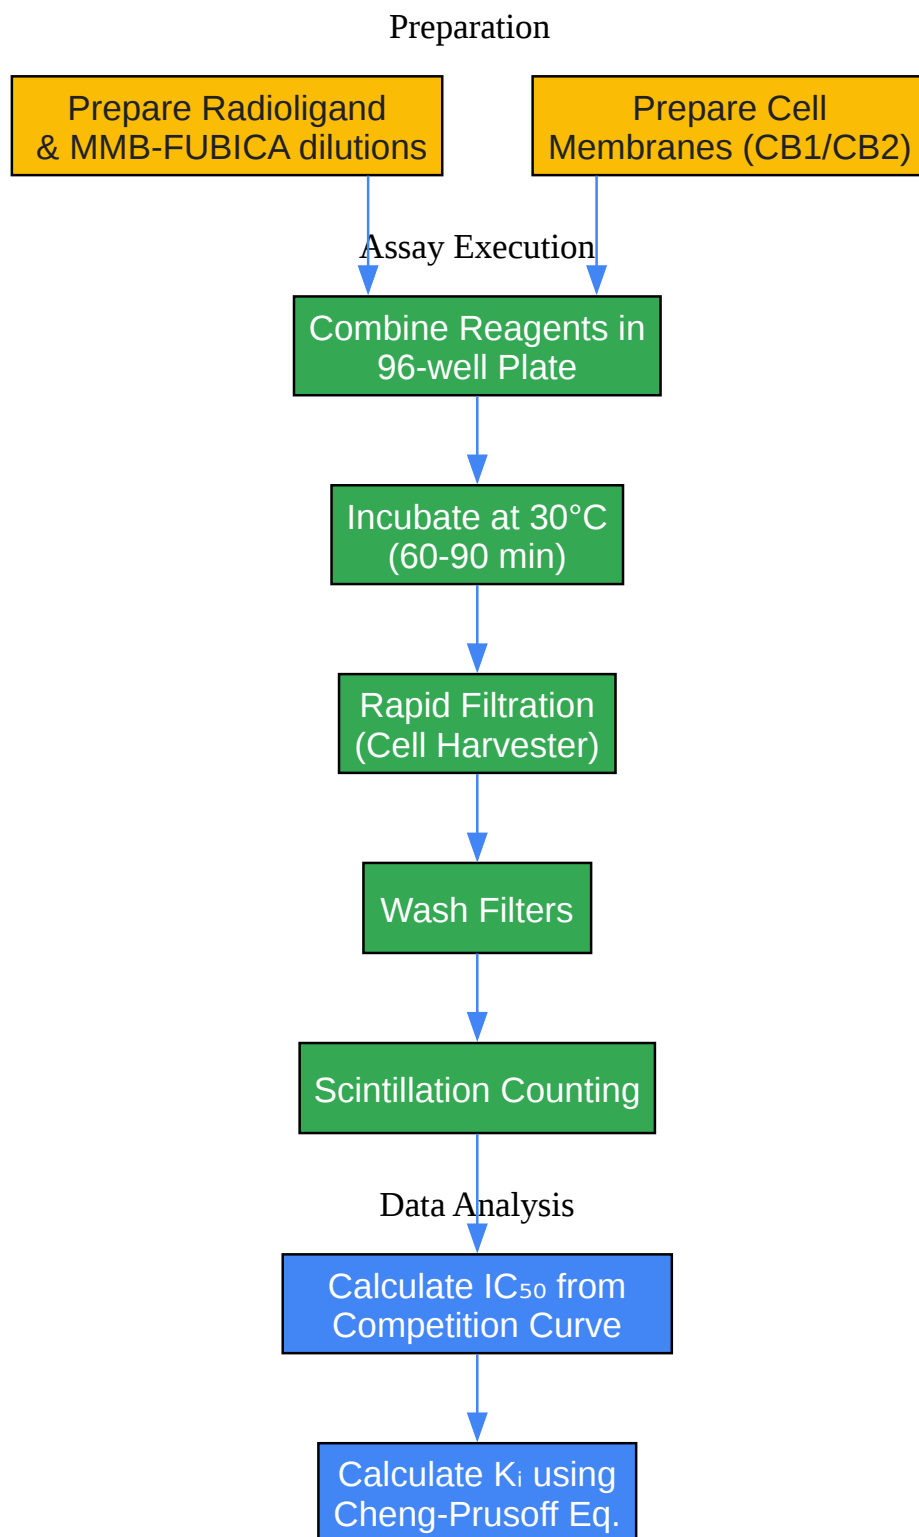 Preparation
Prepare Radioligand
& MMB-FUBICA dilutions
Prepare Cell
Membranes (CB1/CB2)
Assay Execution
Combine Reagents in
96-well Plate
Incubate at 30°C
(60-90 min)
Rapid Filtration
(Cell Harvester)
Wash Filters
Scintillation Counting
Data Analysis
Calculate IC₅₀ from
Competition Curve
Calculate Kᵢ using
Cheng-Prusoff Eq.